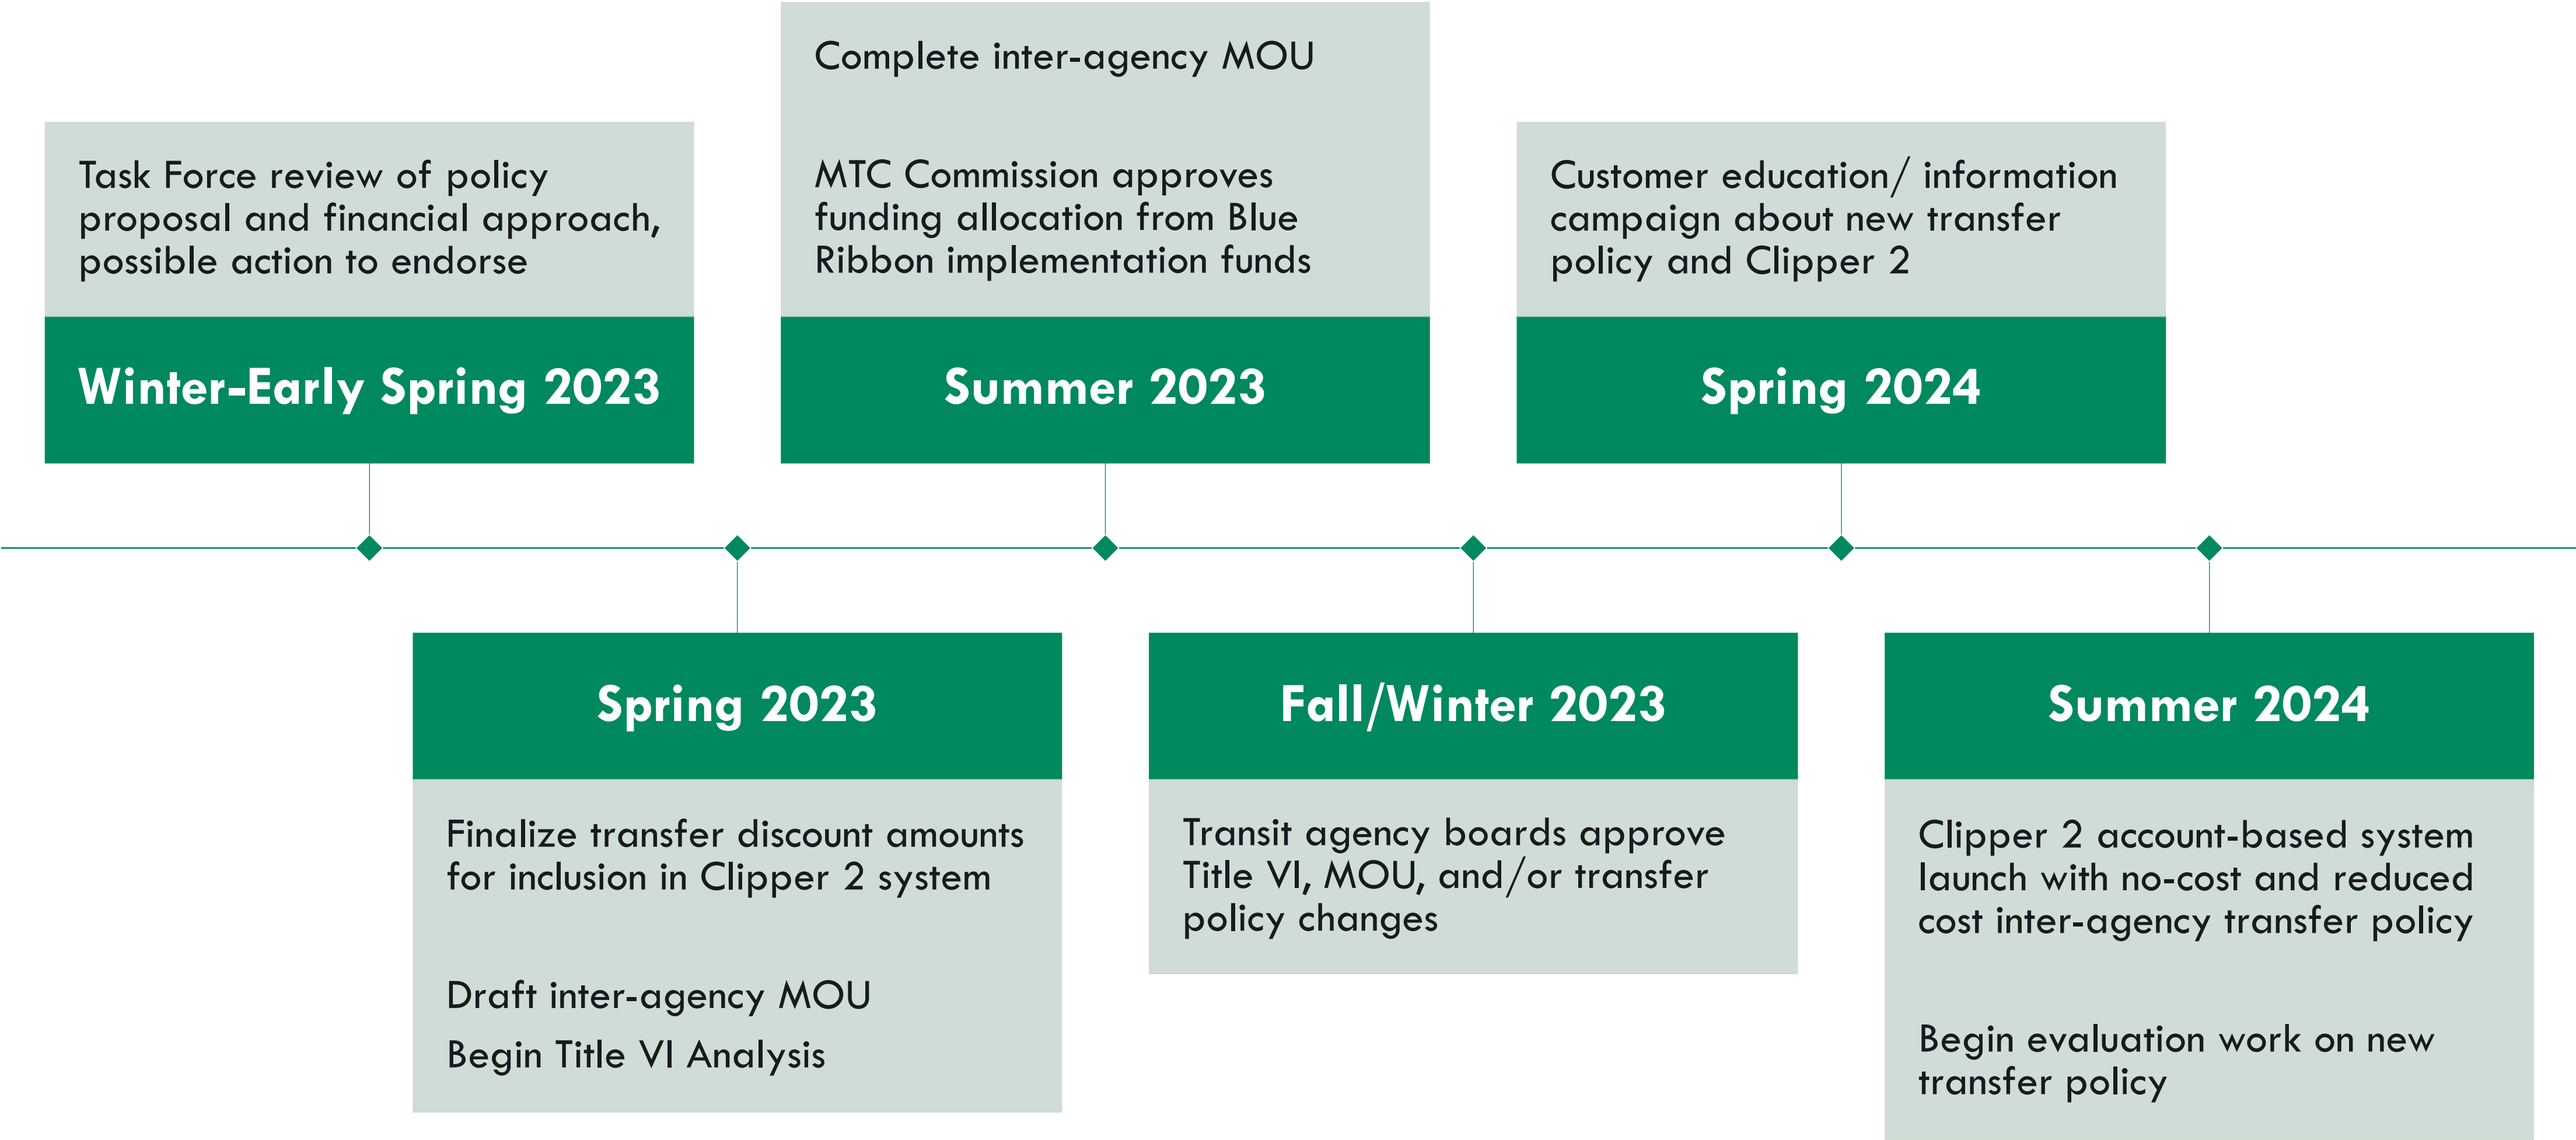 Task Force review of policy
proposal and financial approach,
possible action to endorse
Winter-Early Spring 2023
Spring 2023
Finalize transfer discount amounts
for inclusion in Clipper 2 system
Draft inter-agency MOU
Begin Title VI Analysis
Complete inter-agency MOU
MTC Commission approves
funding allocation from Blue
Ribbon implementation funds
Summer 2023
Fall/Winter 2023
Transit agency boards approve
Title VI, MOU, and/or transfer
policy changes
Customer education/ information
campaign about new transfer
policy and Clipper 2
Spring 2024
Summer 2024
Clipper 2 account-based system
launch with no-cost and reduced
cost inter-agency transfer policy
Begin evaluation work on new
transfer policy